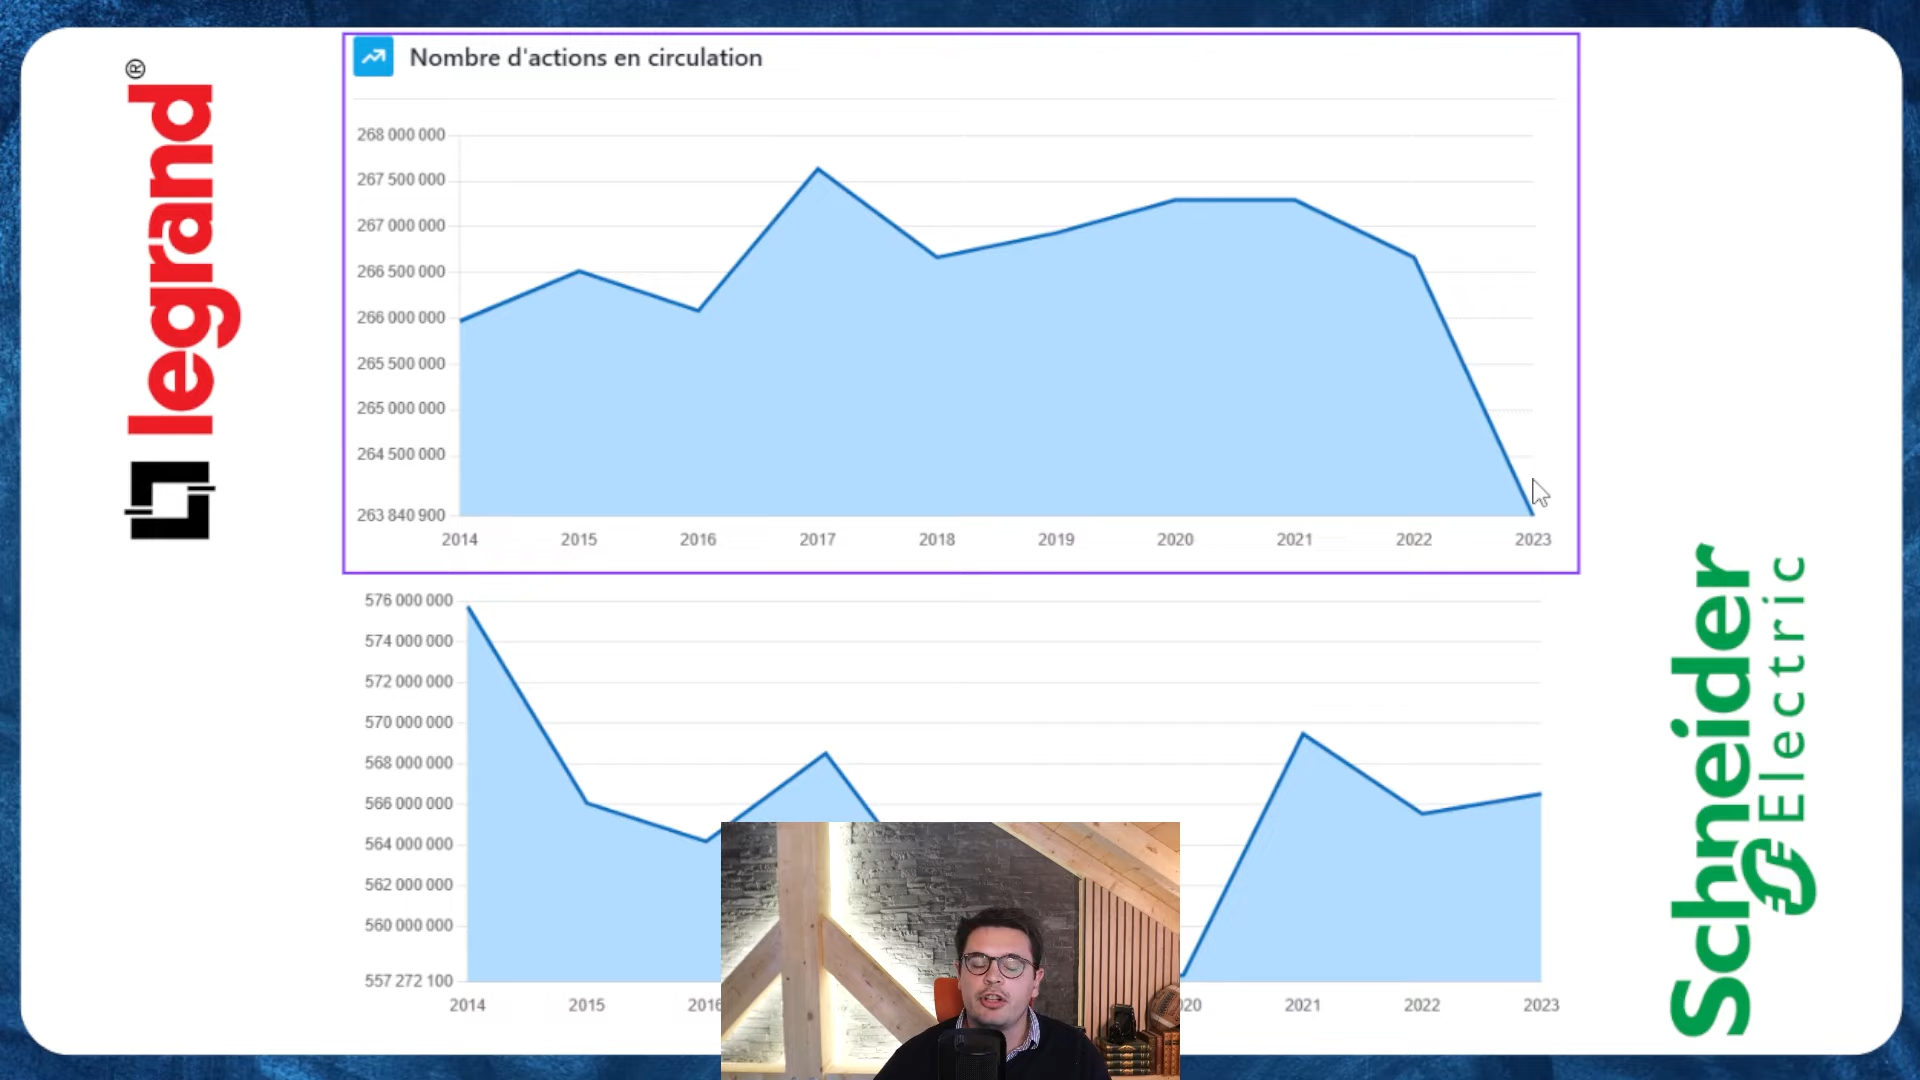 legrand®
Nombre d'actions en circulation
268 000 000
267 500 000
267 000 000
266 500 000
266 000 000
265 500 000
265 000 000
264 500 000
263 840 900
2014 2015 2016 2017 2018 2019 2020 2021 2022 2023
576 000 000
574 000 000
572 000 000
570 000 000
568 000 000
566 000 000
564 000 000
562 000 000
560 000 000
557 272 100
2014 2015 2016 20 2021 2022 2023
Schneider
Electric